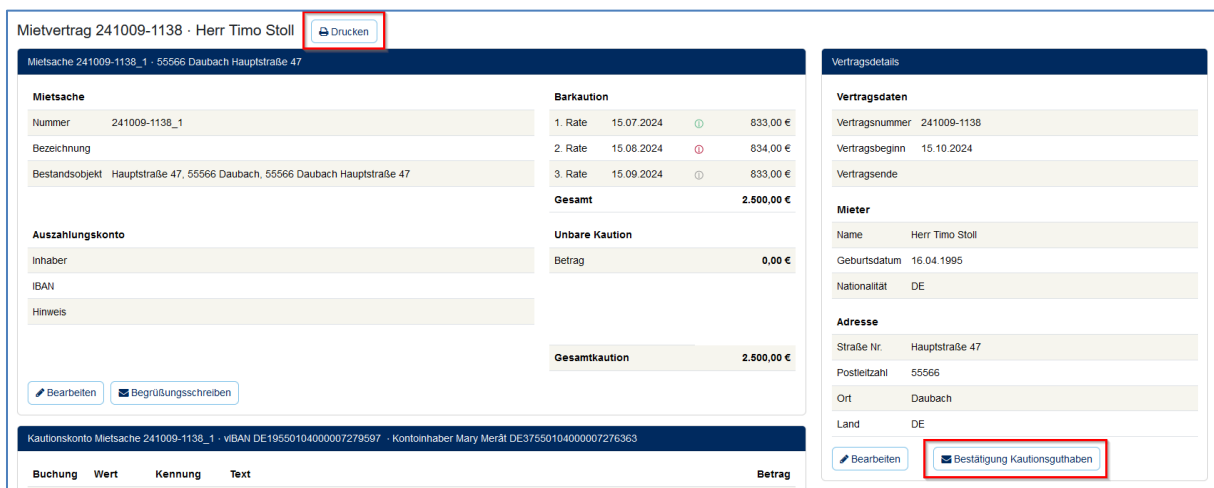 Mietvertrag 241009-1138 · Herr Timo Stoll Drucken
Mietsache 241009-1138_1 · 55566 Daubach Hauptstraße 47
Mietsache
Nummer 241009-1138_1
Bezeichnung
Bestandsobjekt Hauptstraße 47, 55566 Daubach, 55566 Daubach Hauptstraße 47
Barkaution
1. Rate 15.07.2024 833,00 €
2. Rate 15.08.2024 834,00 €
3. Rate 15.09.2024 833,00 €
Gesamt 2.500,00 €
Auszahlungskonto
Inhaber
IBAN
Hinweis
Unbare Kaution
Betrag 0,00 €
Gesamtkaution 2.500,00 €
Bearbeiten Begrüßungsschreiben
Kautionskonto Mietsache 241009-1138_1 · vIBAN DE19550104000007279597 · Kontoinhaber Mary Meråt DE37550104000007276363
Buchung Wert Kennung Text Betrag
Vertragsdetails
Vertragsdaten
Vertragsnummer 241009-1138
Vertragsbeginn 15.10.2024
Vertragsende
Mieter
Name Herr Timo Stoll
Geburtsdatum 16.04.1995
Nationalität DE
Adresse
Straße Nr. Hauptstraße 47
Postleitzahl 55566
Ort Daubach
Land DE
Bearbeiten Bestätigung Kautionsguthaben